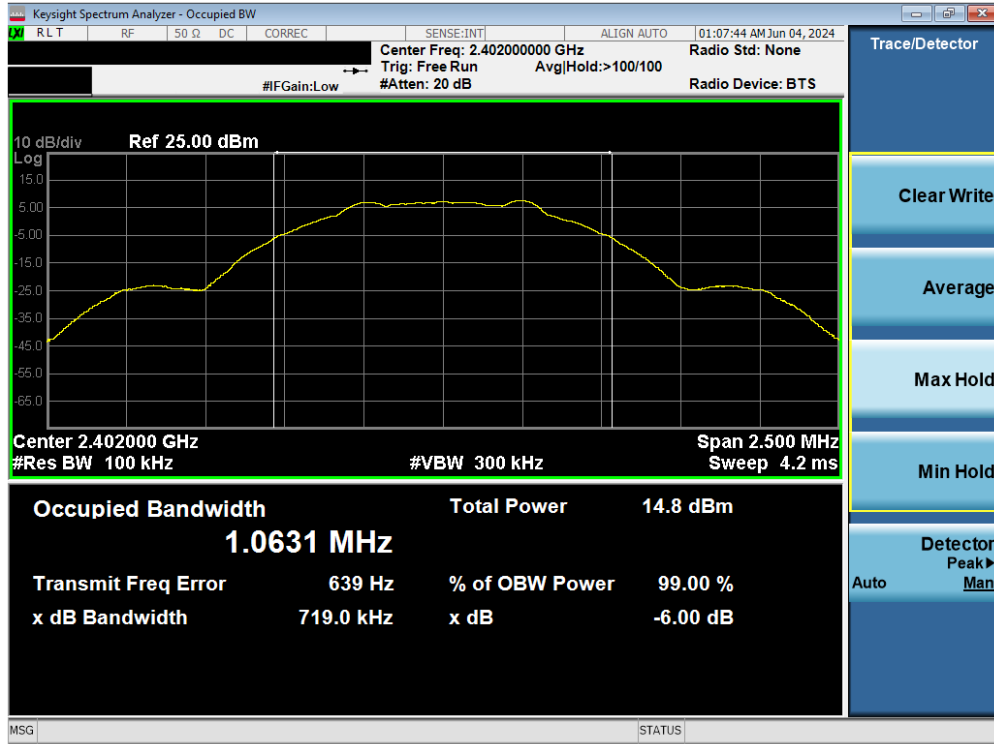 Keysight Spectrum Analyzer - Occupied BW
LXI RLT RF 50 Ω DC CORREC SENSE:INT ALIGN AUTO 01:07:44 AM Jun 04, 2024
Center Freq: 2.402000000 GHz Radio Std: None
Trig: Free Run Avg|Hold:>100/100
#IFGain:Low #Atten: 20 dB Radio Device: BTS
Trace/Detector
10 dB/div Ref 25.00 dBm
Log
15.0
5.00
-5.00
-15.0
-25.0
-35.0
-45.0
-55.0
-65.0
Center 2.402000 GHz Span 2.500 MHz
#Res BW 100 kHz #VBW 300 kHz Sweep 4.2 ms
Occupied Bandwidth Total Power 14.8 dBm
1.0631 MHz
Transmit Freq Error 639 Hz % of OBW Power 99.00 %
x dB Bandwidth 719.0 kHz x dB -6.00 dB
Clear Write
Average
Max Hold
Min Hold
Detector
Peak▶
Auto Man
MSG STATUS